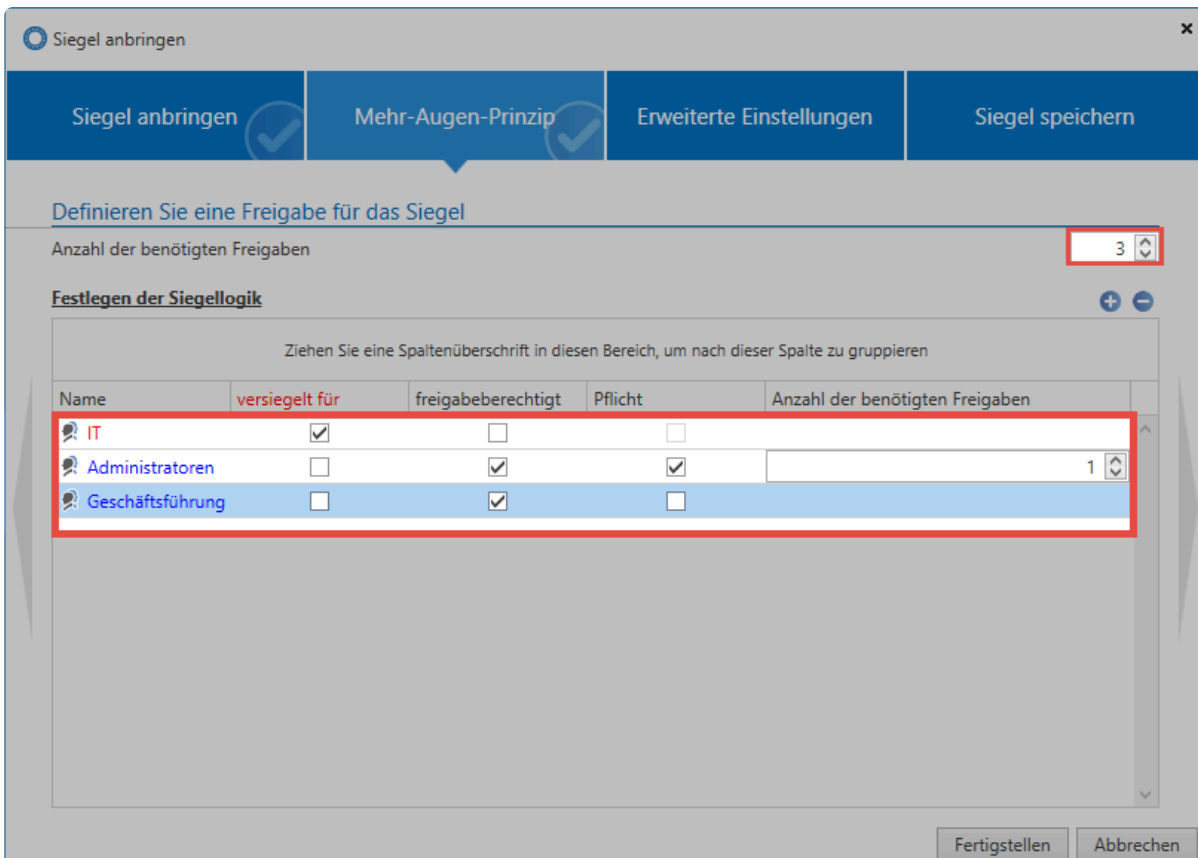 Siegel anbringen
Siegel anbringen Mehr-Augen-Prinzip Erweiterte Einstellungen Siegel speichern
Definieren Sie eine Freigabe für das Siegel
Anzahl der benötigten Freigaben 3
Festlegen der Siegellogik
Ziehen Sie eine Spaltenüberschrift in diesen Bereich, um nach dieser Spalte zu gruppieren
Name versiegelt für freigabeberechtigt Pflicht Anzahl der benötigten Freigaben
IT
Administratoren 1
Geschäftsführung
Fertigstellen Abbrechen